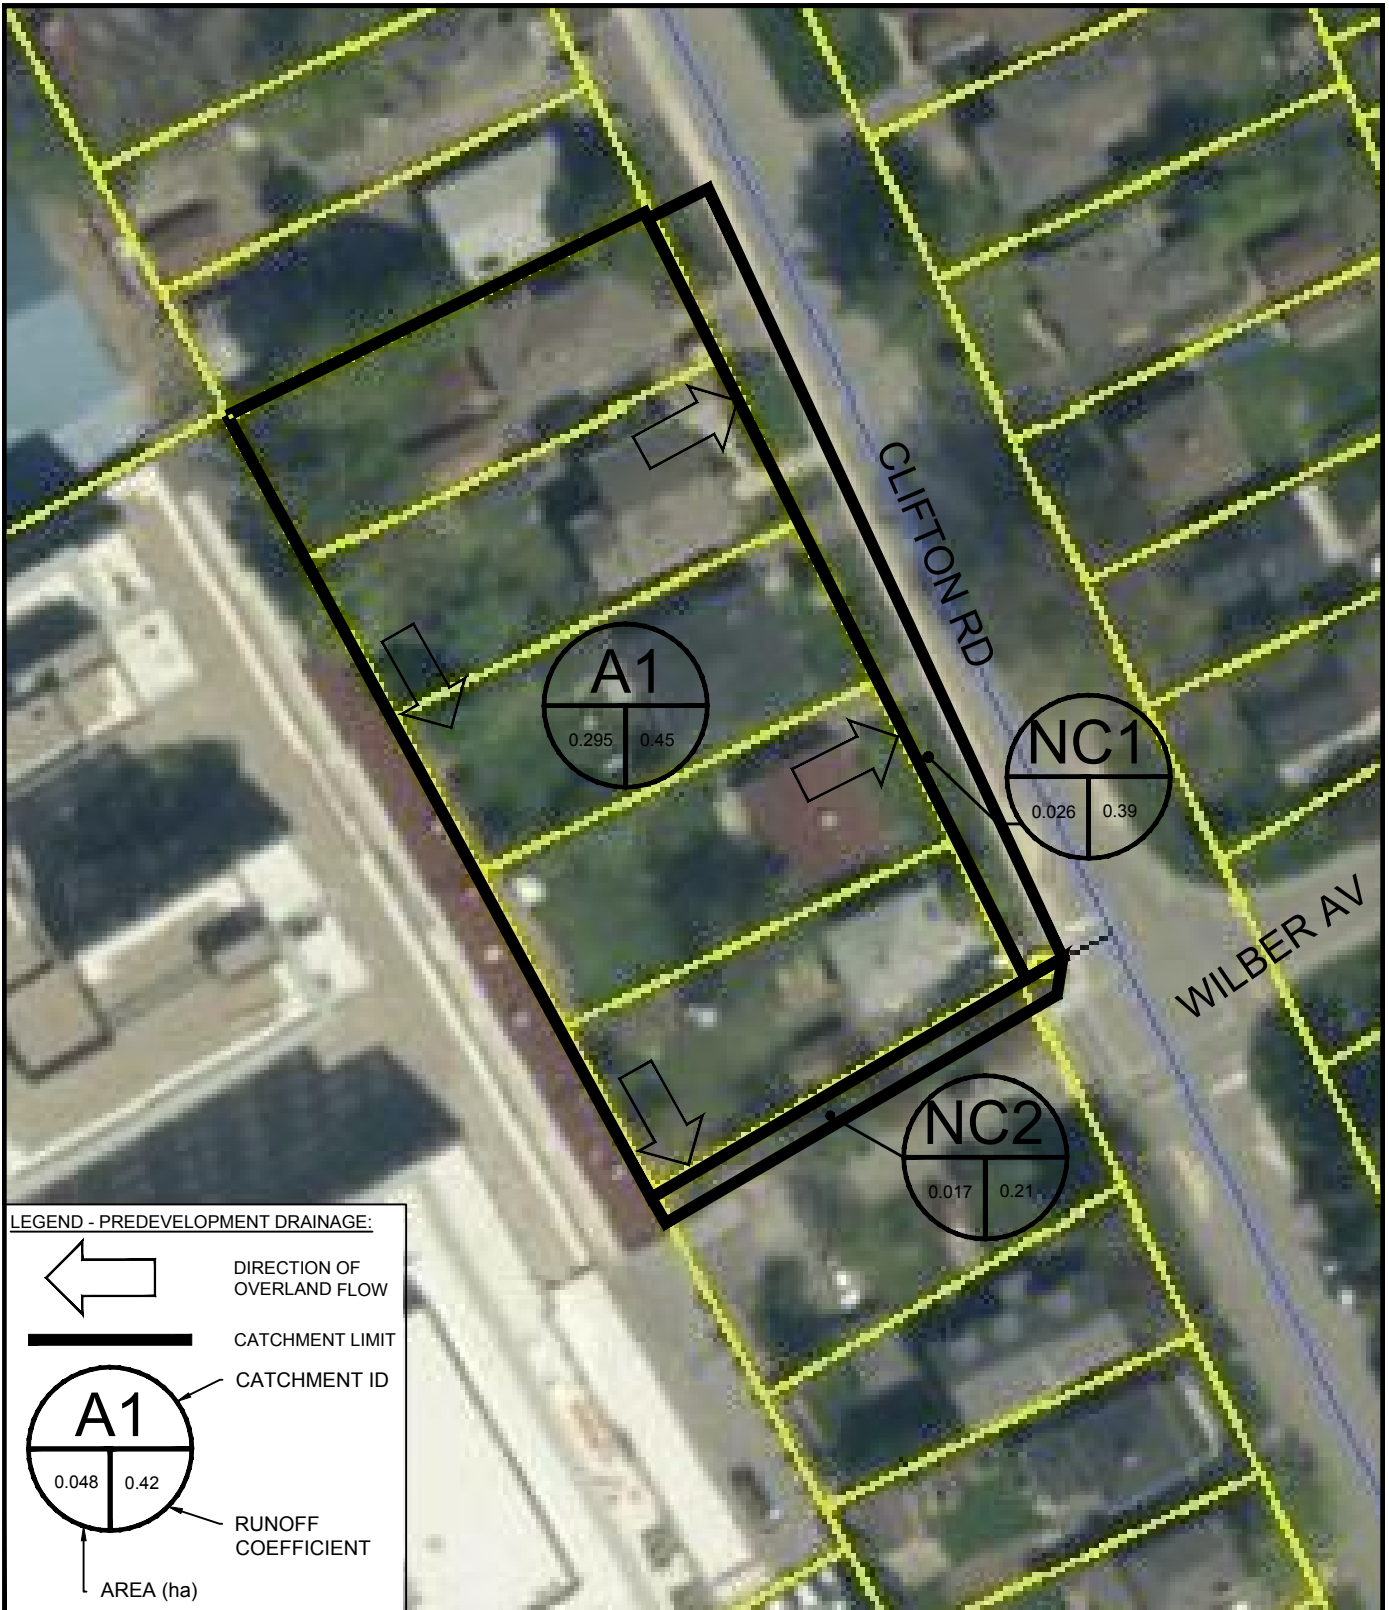 CLIFTON RD
A1
0.295 0.45
NC1
0.026 0.39
WILBER AV
NC2
0.017 0.21
LEGEND - PREDEVELOPMENT DRAINAGE:
DIRECTION OF
OVERLAND FLOW
CATCHMENT LIMIT
CATCHMENT ID
A1
0.048 0.42
RUNOFF
COEFFICIENT
AREA (ha)